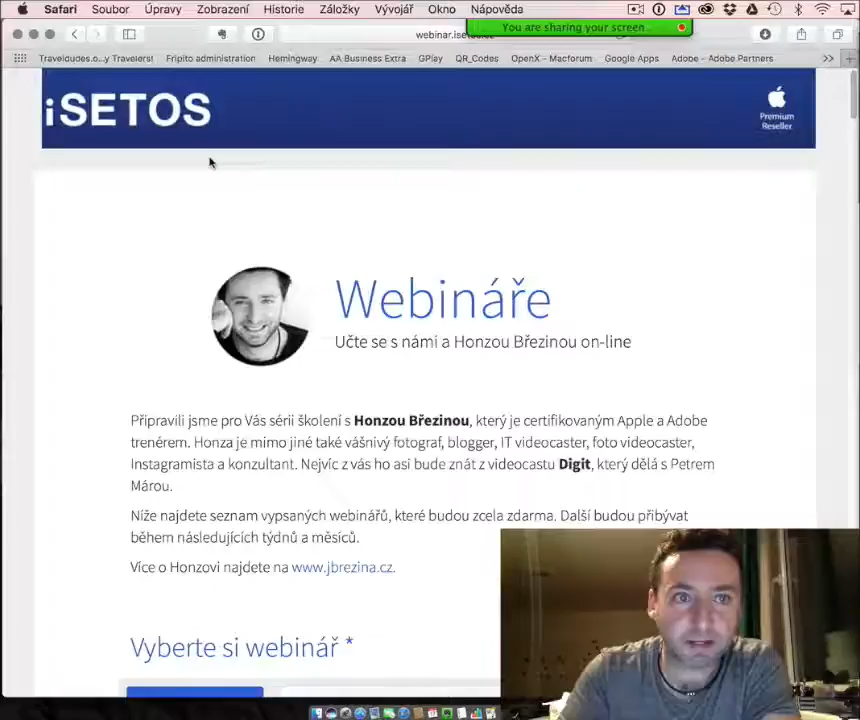 Safari Soubor Úpravy Zobrazení Historie Záložky Vývojář Okno Nápověda
You are sharing your screen.
Traveldudes.o...y Travelers! Fripito administration Hemingway AA Business Extra GPlay QR_Codes OpenX - Macforum Google Apps Adobe - Adobe Partners
iSETOS
Premium
Reseller
Webináře
Učte se s námi a Honzou Březinou on-line
Připravili jsme pro Vás sérii školení s Honzou Březinou, který je certifikovaným Apple a Adobe
trenérem. Honza je mimo jiné také vášnivý fotograf, blogger, IT videocaster, foto videocaster,
Instagramista a konzultant. Nejvíc z vás ho asi bude znát z videocastu Digit, který dělá s Petrem
Márou.
Níže najdete seznam vypsaných webinářů, které budou zcela zdarma. Další budou přibývat
během následujících týdnů a měsíců.
Více o Honzovi najdete na www.jbrezina.cz.
Vyberte si webinář *